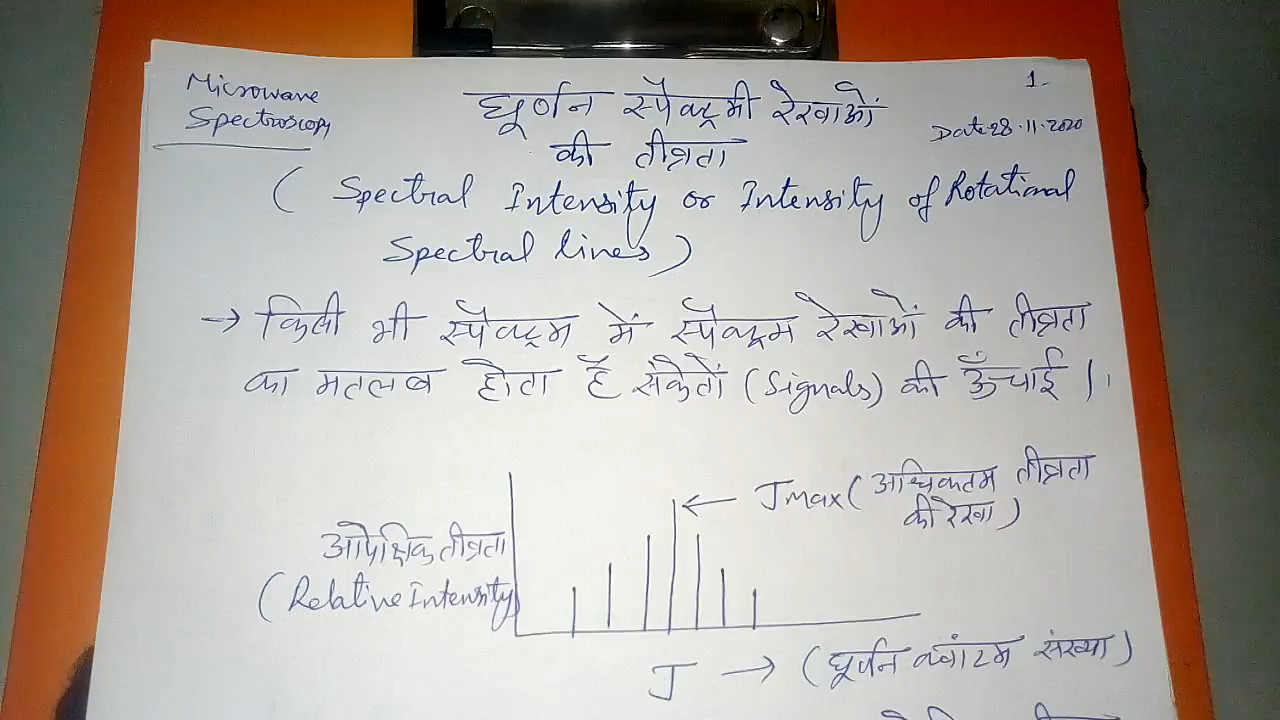 Microwave
Spectroscopy
1-
Date 28.11.2020
घूर्णन स्पैक्ट्रमी रेखाओं
की तीव्रता
( Spectral Intensity or Intensity of Rotational
Spectral lines )
→ किसी भी स्पैक्ट्रम में स्पैक्ट्रम रेखाओं की तीव्रता
का मतलब होता है संकेतों (Signals) की ऊँचाई ।
← Jmax ( अधिकतम तीव्रता
की रेखा )
आपेक्षिक तीव्रता
(Relative Intensity)
J → ( घूर्णन क्वांटम संख्या )